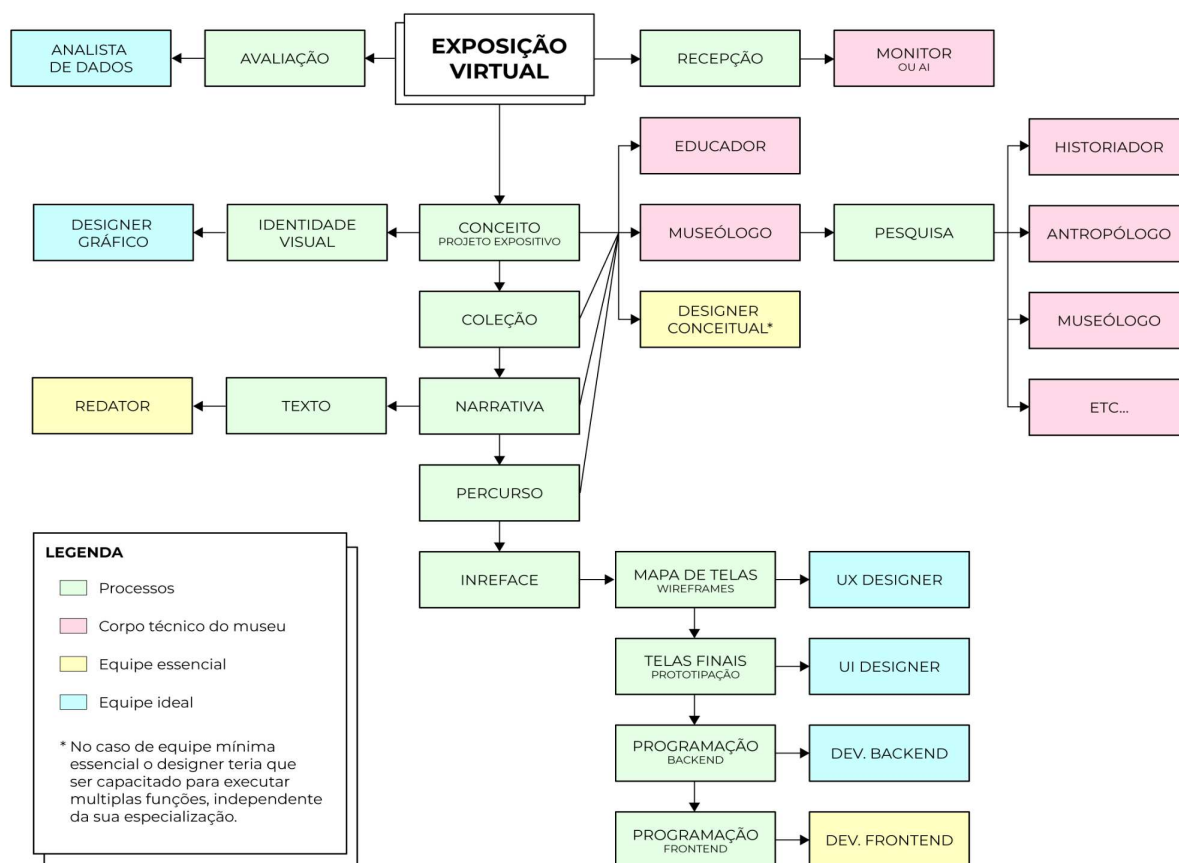 EXPOSIÇÃO
VIRTUAL
ANALISTA
DE DADOS
AVALIAÇÃO
RECEPÇÃO
MONITOR
OU AI
EDUCADOR
HISTORIADOR
DESIGNER
GRÁFICO
IDENTIDADE
VISUAL
CONCEITO
PROJETO EXPOSITIVO
MUSEÓLOGO
PESQUISA
ANTROPÓLOGO
COLEÇÃO
DESIGNER
CONCEITUAL*
MUSEÓLOGO
REDATOR
TEXTO
NARRATIVA
ETC...
PERCURSO
INREFACE
MAPA DE TELAS
WIREFRAMES
UX DESIGNER
TELAS FINAIS
PROTOTIPAÇÃO
UI DESIGNER
PROGRAMAÇÃO
BACKEND
DEV. BACKEND
PROGRAMAÇÃO
FRONTEND
DEV. FRONTEND
LEGENDA
Processos
Corpo técnico do museu
Equipe essencial
Equipe ideal
* No caso de equipe mínima
essencial o designer teria que
ser capacitado para executar
multiplas funções, independente
da sua especialização.